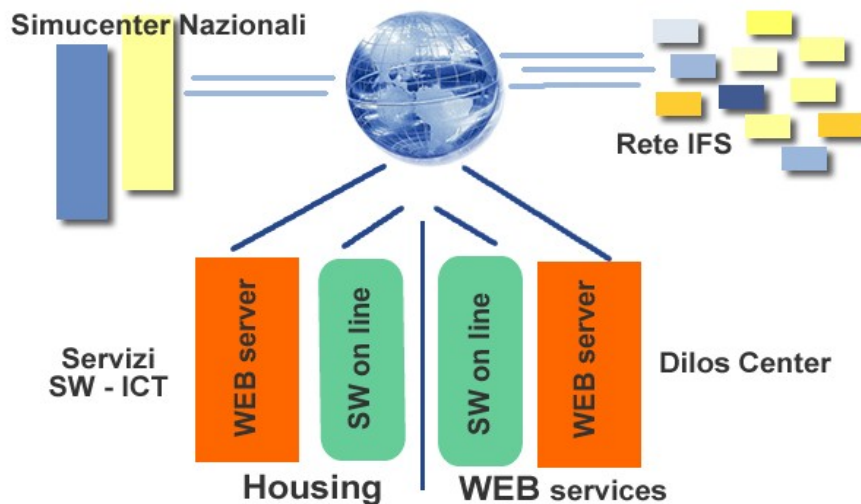 Simucenter Nazionali
Rete IFS
WEB server
SW on line
SW on line
WEB server
Servizi
SW - ICT
Dilos Center
Housing
WEB services